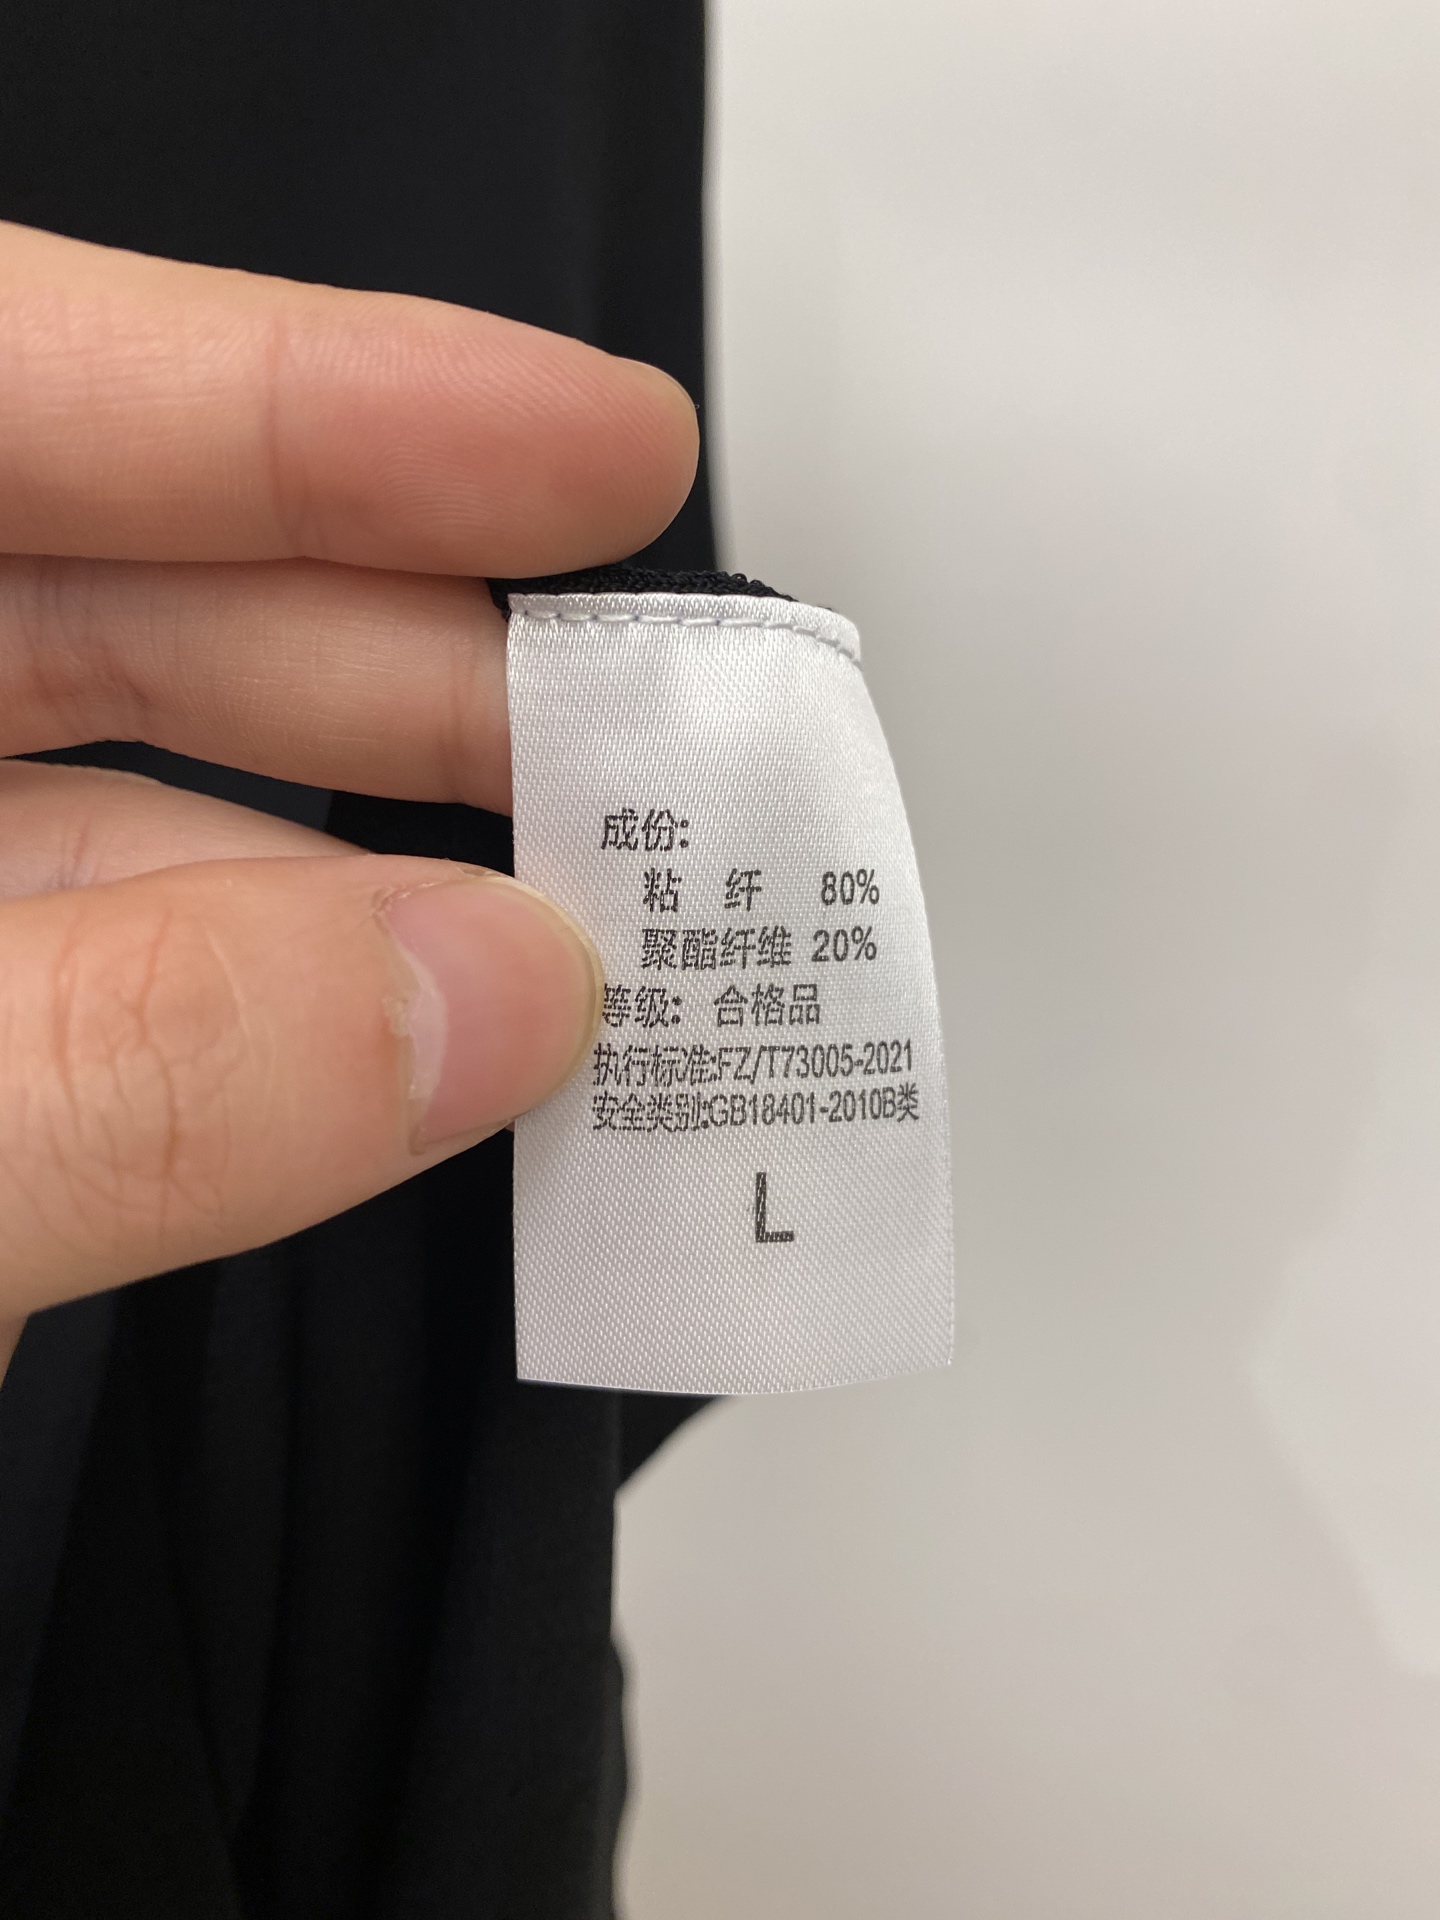 成份:
粘 纤 80%
聚酯纤维 20%
等级: 合格品
执行标准:FZ/T73005-2021
安全类别:GB18401-2010B类
L